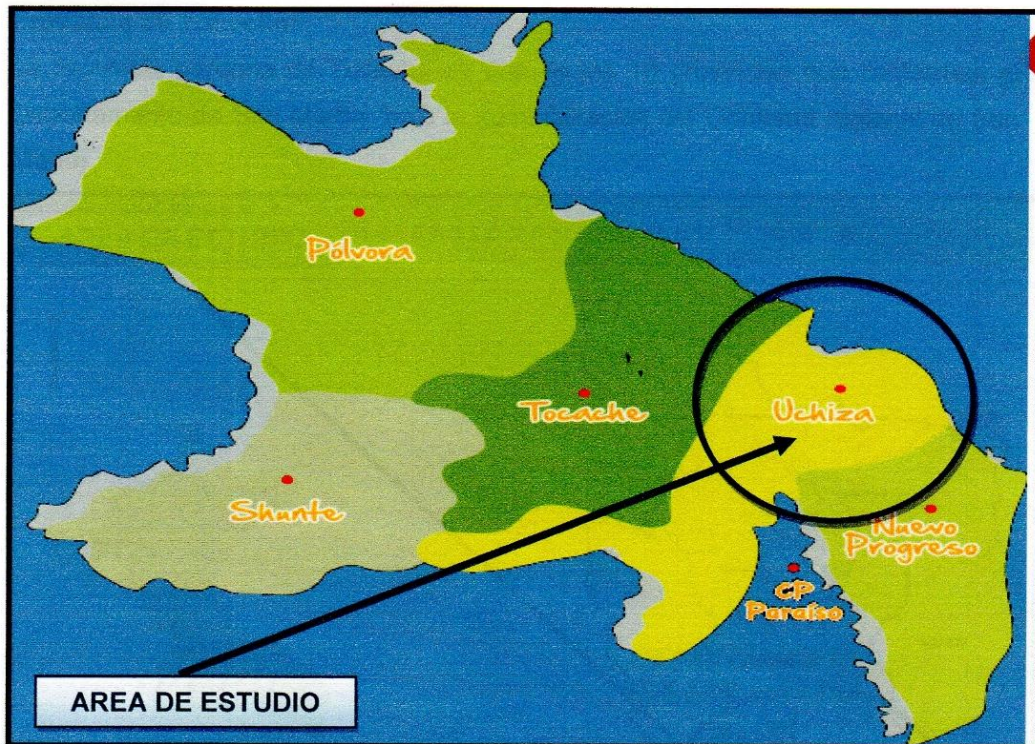 Pólvora
Tocache
Uchiza
Shunte
Nuevo
Progreso
CP
Paraíso
AREA DE ESTUDIO